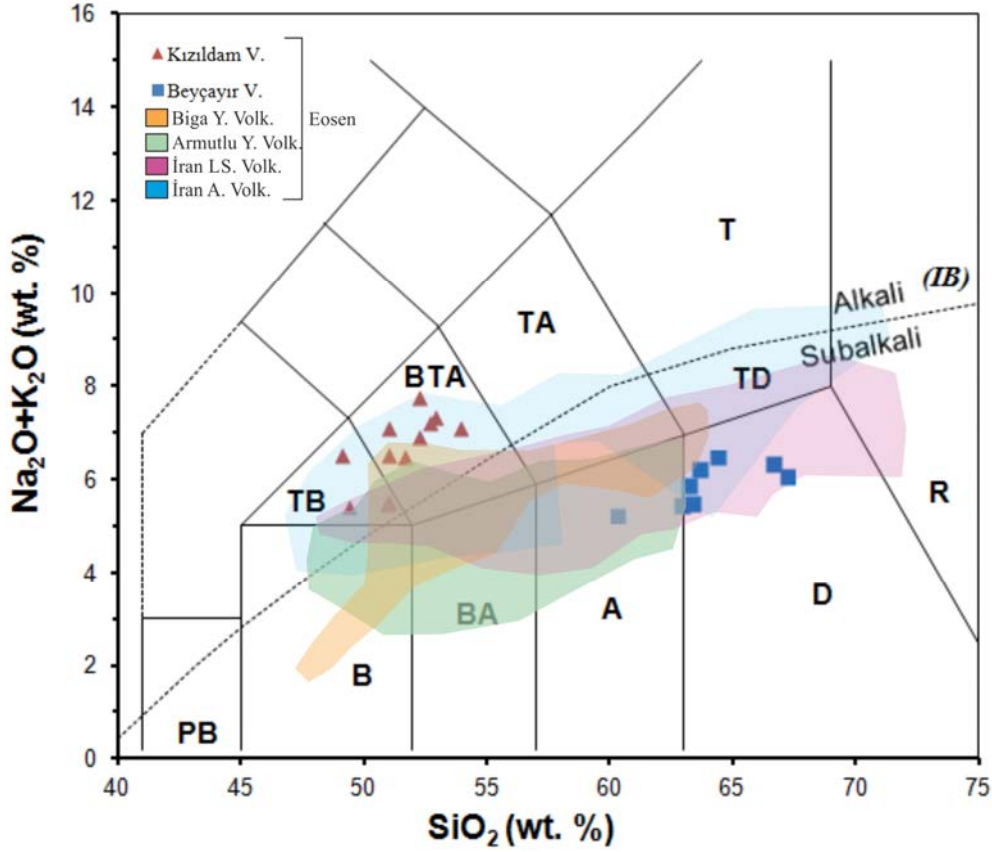 16
14
12
10
8
6
4
2
0
Na₂O+K₂O (wt. %)
Kızıldam V.
Beyçayır V.
Biga Y. Volk.
Armutlu Y. Volk.
İran LS. Volk.
İran A. Volk.
Eosen
T
TA
BTA
TB
TD
Alkali (IB)
Subalkali
R
D
A
BA
B
PB
40 45 50 55 60 65 70 75
SiO₂ (wt. %)